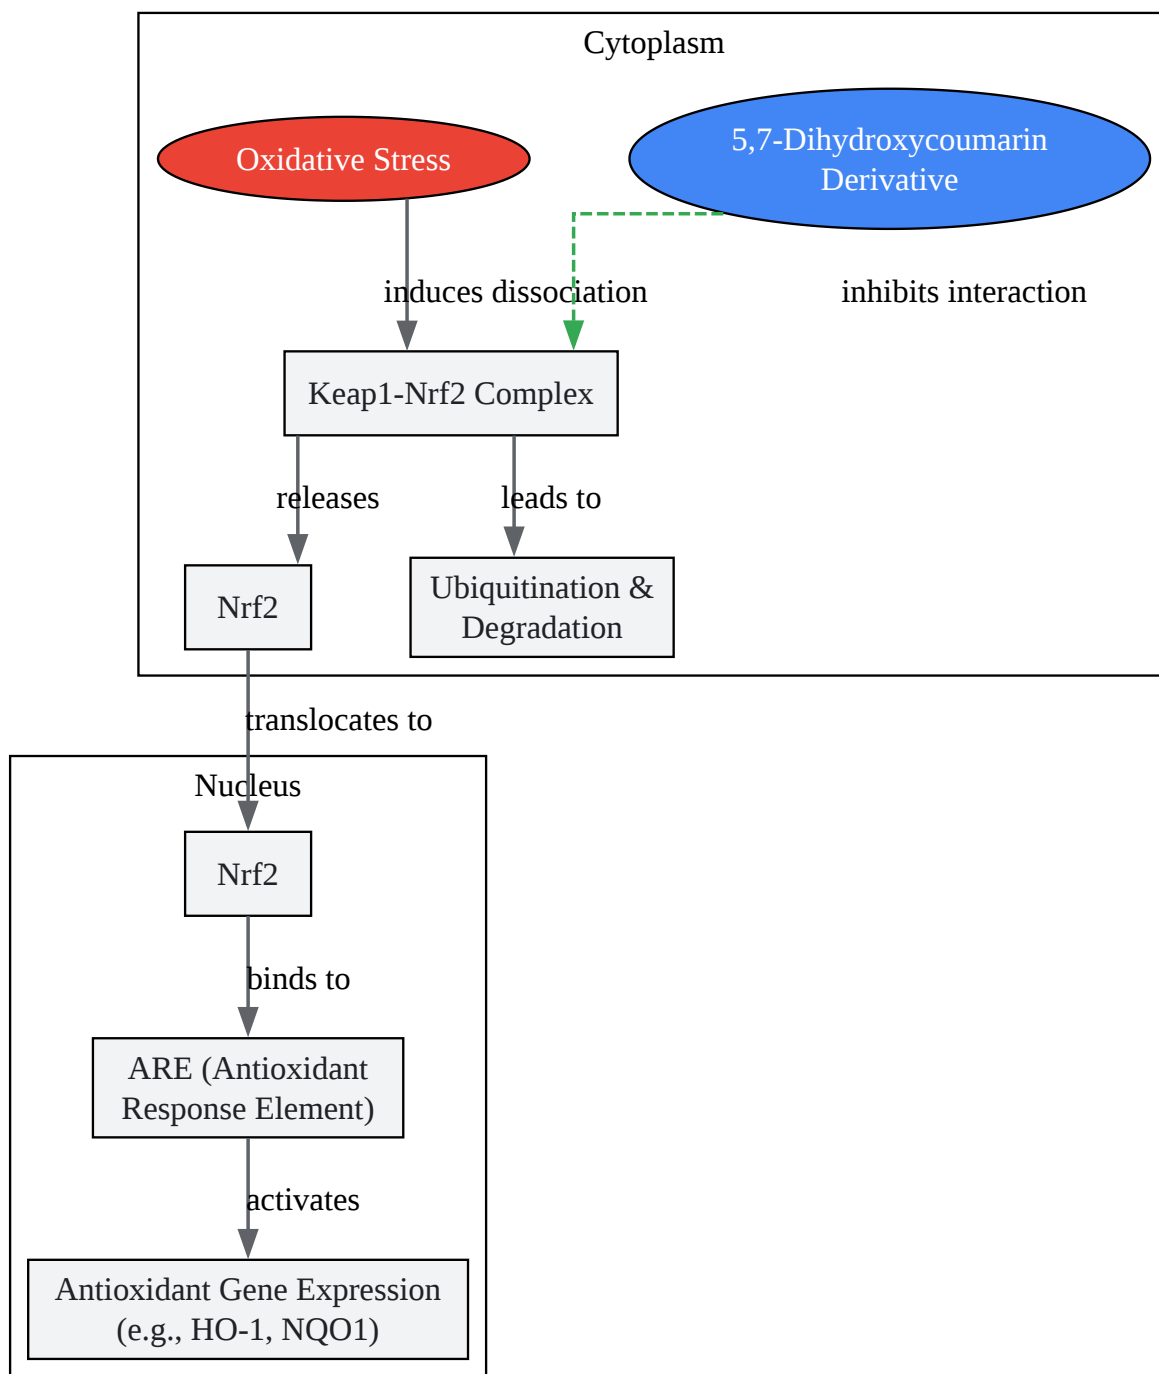 Cytoplasm
Oxidative Stress
5,7-Dihydroxycoumarin
Derivative
induces dissociation
inhibits interaction
Keap1-Nrf2 Complex
releases
leads to
Nrf2
Ubiquitination &
Degradation
translocates to
Nucleus
Nrf2
binds to
ARE (Antioxidant
Response Element)
activates
Antioxidant Gene Expression
(e.g., HO-1, NQO1)